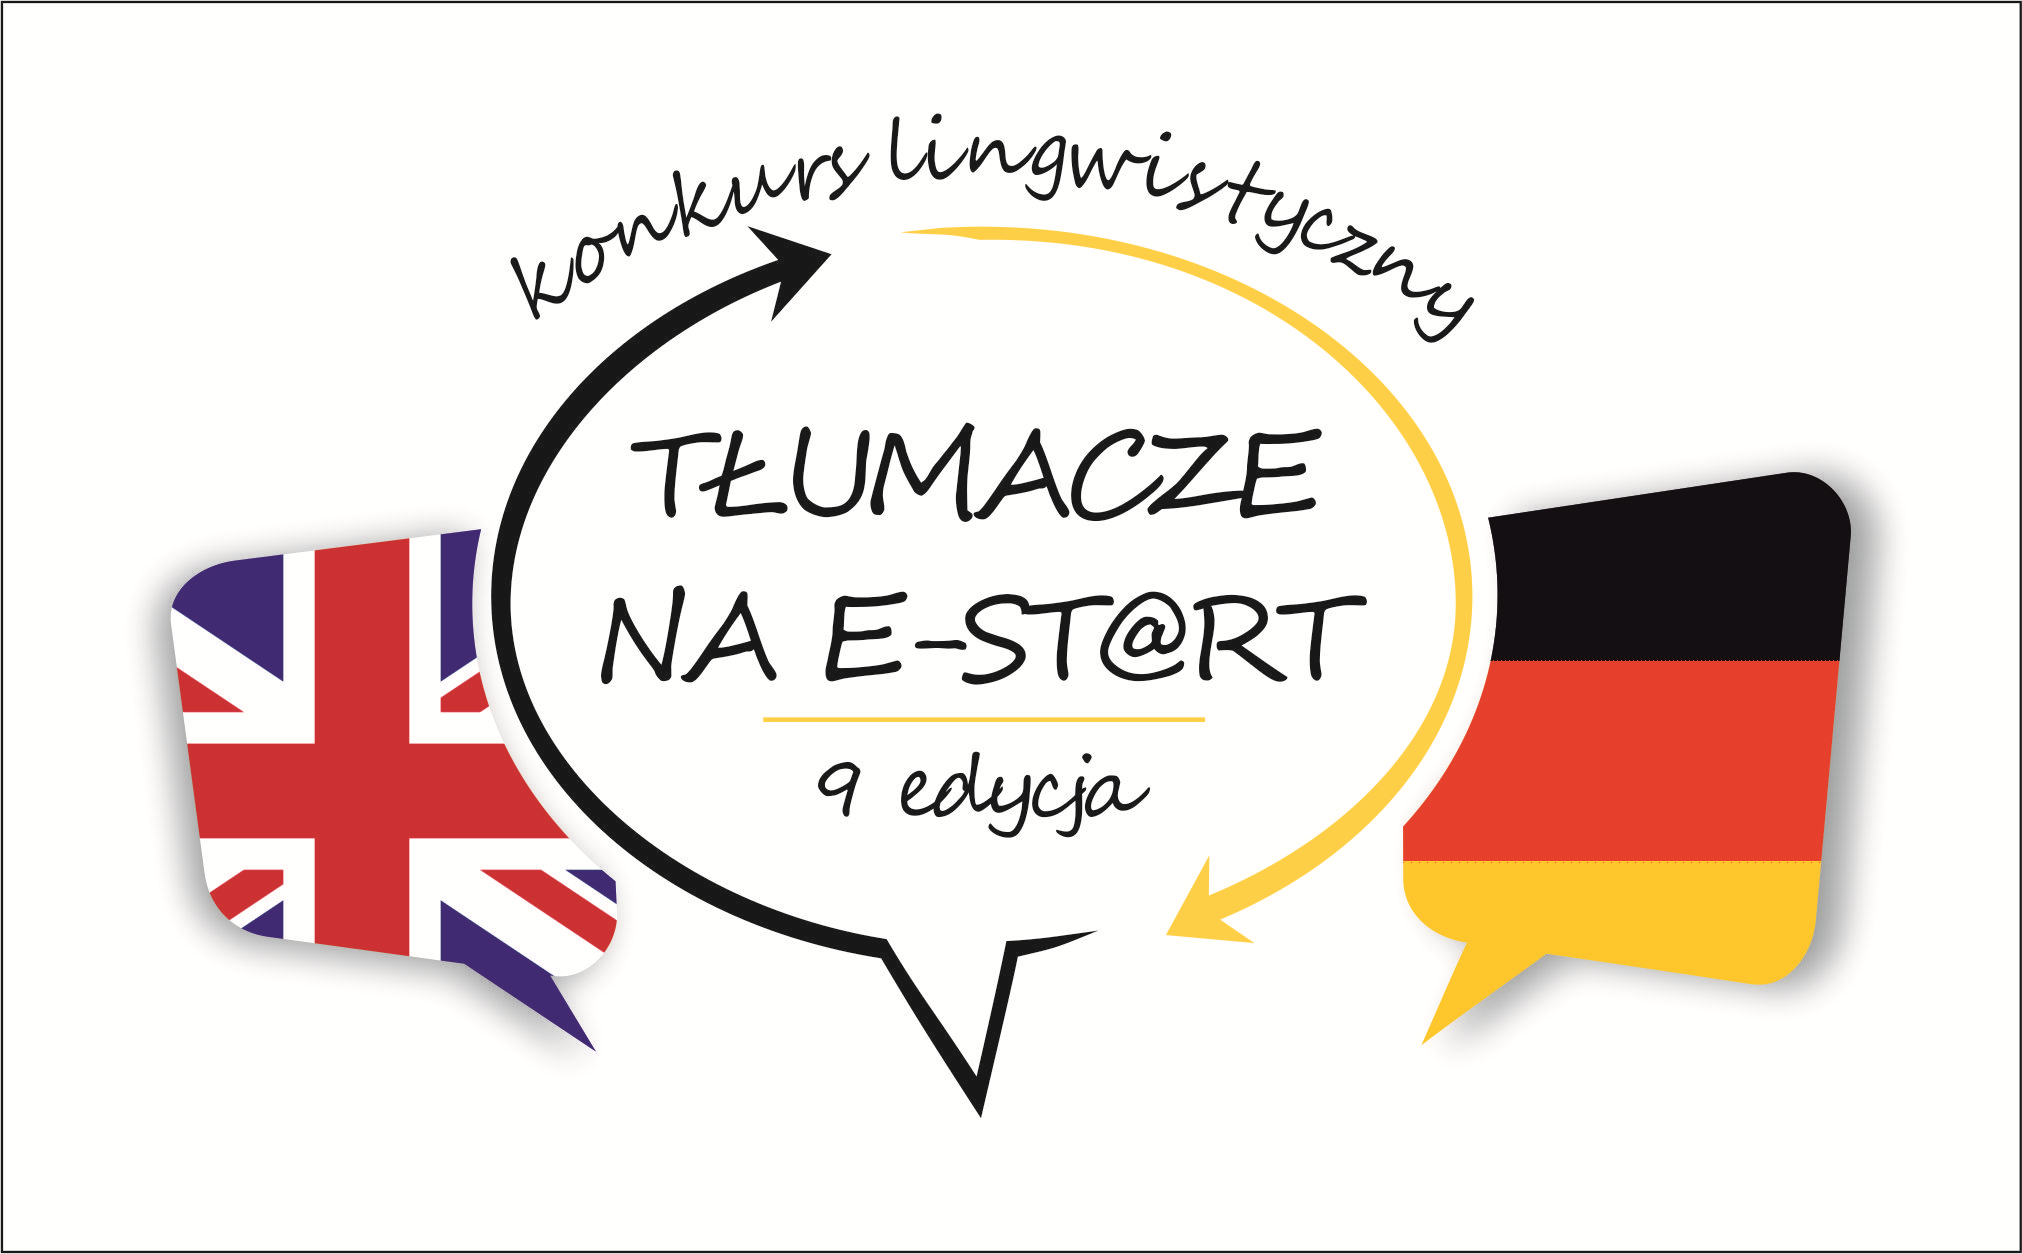 konkurs lingwistyczny
TŁUMACZE
NA E-ST@RT
9 edycja